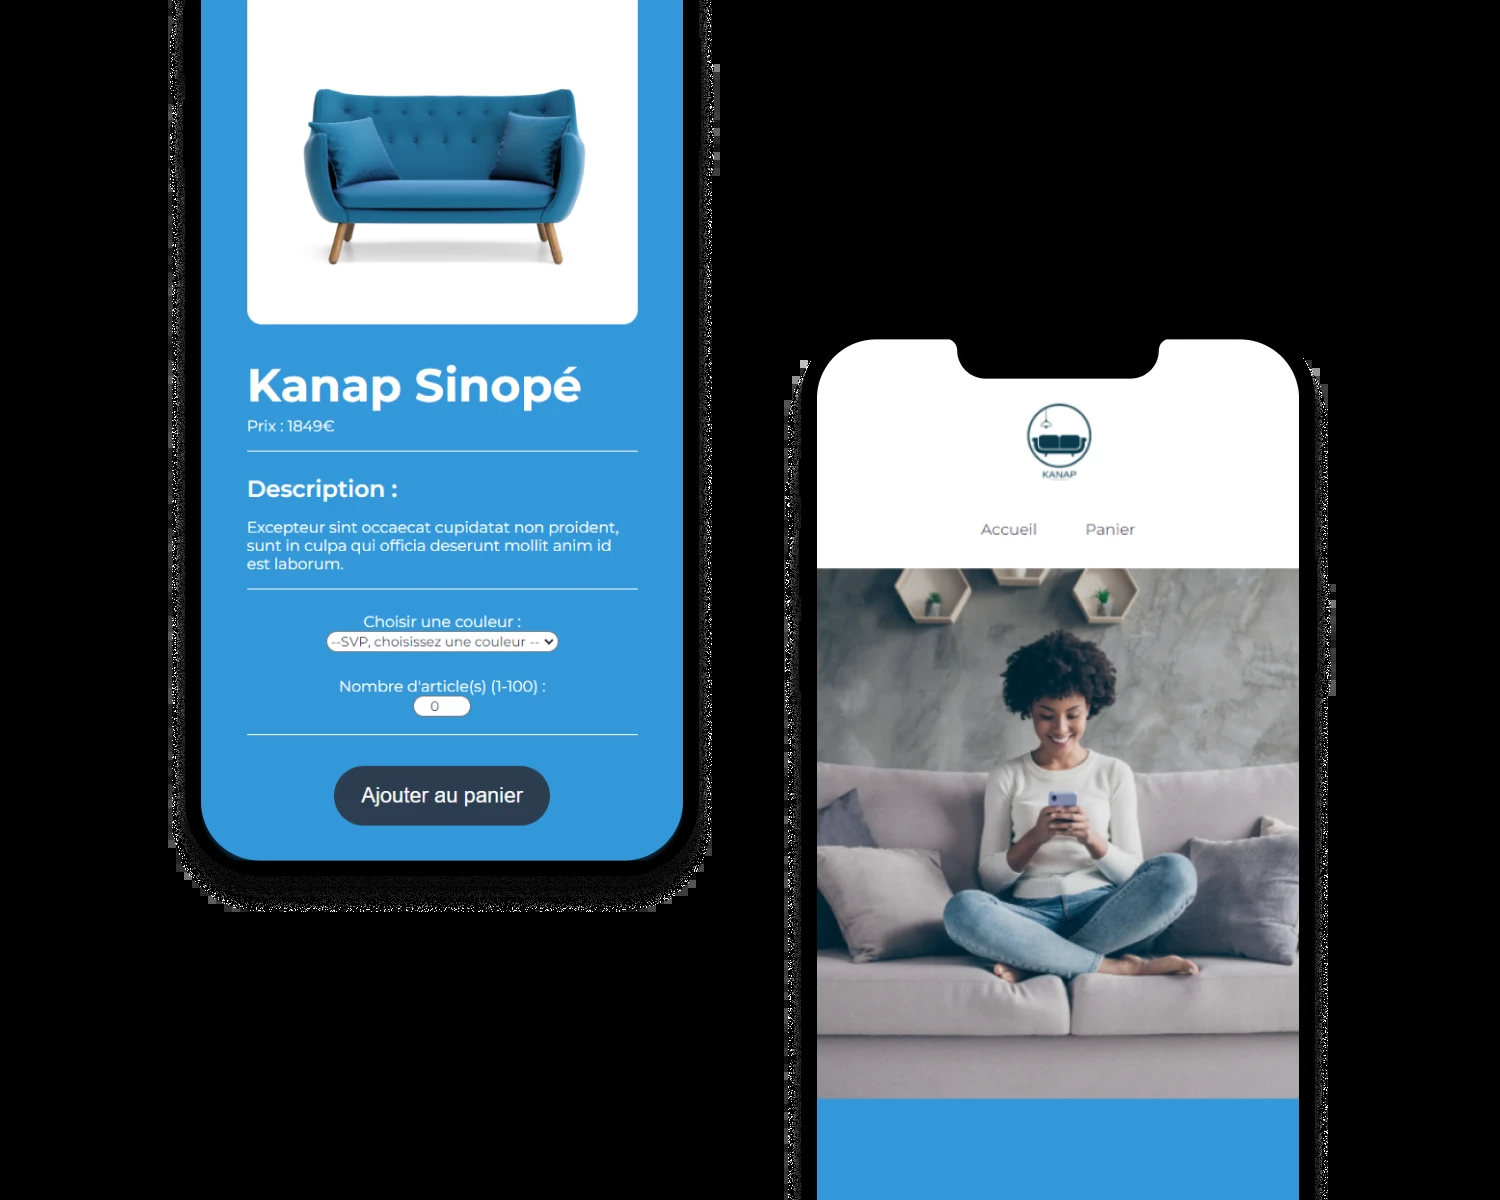 Kanap Sinopé
Prix : 1849€
Description :
Excepteur sint occaecat cupidatat non proident,
sunt in culpa qui officia deserunt mollit anim id
est laborum.
Choisir une couleur :
--SVP, choisissez une couleur --
Nombre d'article(s) (1-100) :
0
Ajouter au panier
KANAP
Accueil Panier